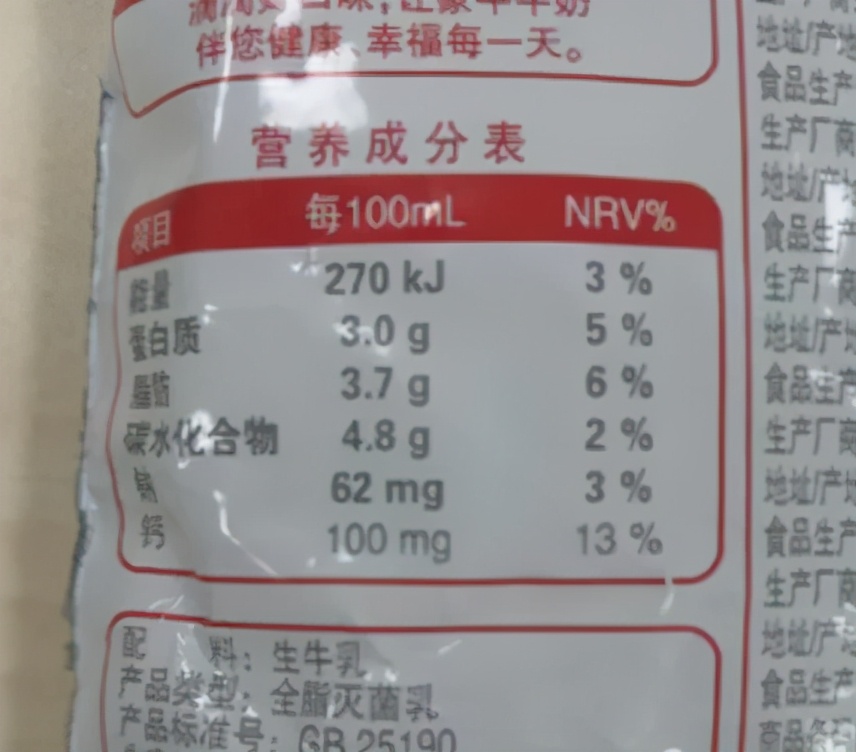 伴您健康、幸福每一天。
营养成分表
项目 每100mL NRV%
能量 270 kJ 3 %
蛋白质 3.0 g 5 %
脂肪 3.7 g 6 %
碳水化合物 4.8 g 2 %
钠 62 mg 3 %
钙 100 mg 13 %
配 料：生牛乳
产品类型：全脂灭菌乳
产品标准号：GB 25190
地址/产地
食品生产
生产厂商
地址/产地
食品生产
生产厂商
地址/产地
食品生产
生产厂商
地址/产地
食品生产
生产厂商
地址/产地
食品生产